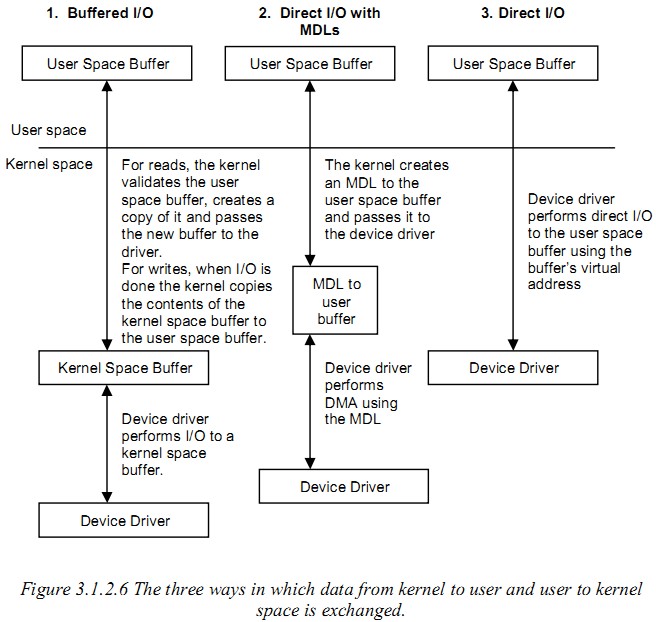 1. Buffered I/O
2. Direct I/O with
MDLs
3. Direct I/O
User Space Buffer
User Space Buffer
User Space Buffer
User space
Kernel space
For reads, the kernel
validates the user
space buffer, creates a
copy of it and passes
the new buffer to the
driver.
For writes, when I/O is
done the kernel copies
the contents of the
kernel space buffer to
the user space buffer.
The kernel creates
an MDL to the
user space buffer
and passes it to
the device driver
Device driver
performs direct I/O
to the user space
buffer using the
buffer's virtual
address
MDL to
user
buffer
Kernel Space Buffer
Device Driver
Device driver
performs I/O to a
kernel space
buffer.
Device driver
performs
DMA using
the MDL
Device Driver
Device Driver
Figure 3.1.2.6 The three ways in which data from kernel to user and user to kernel
space is exchanged.